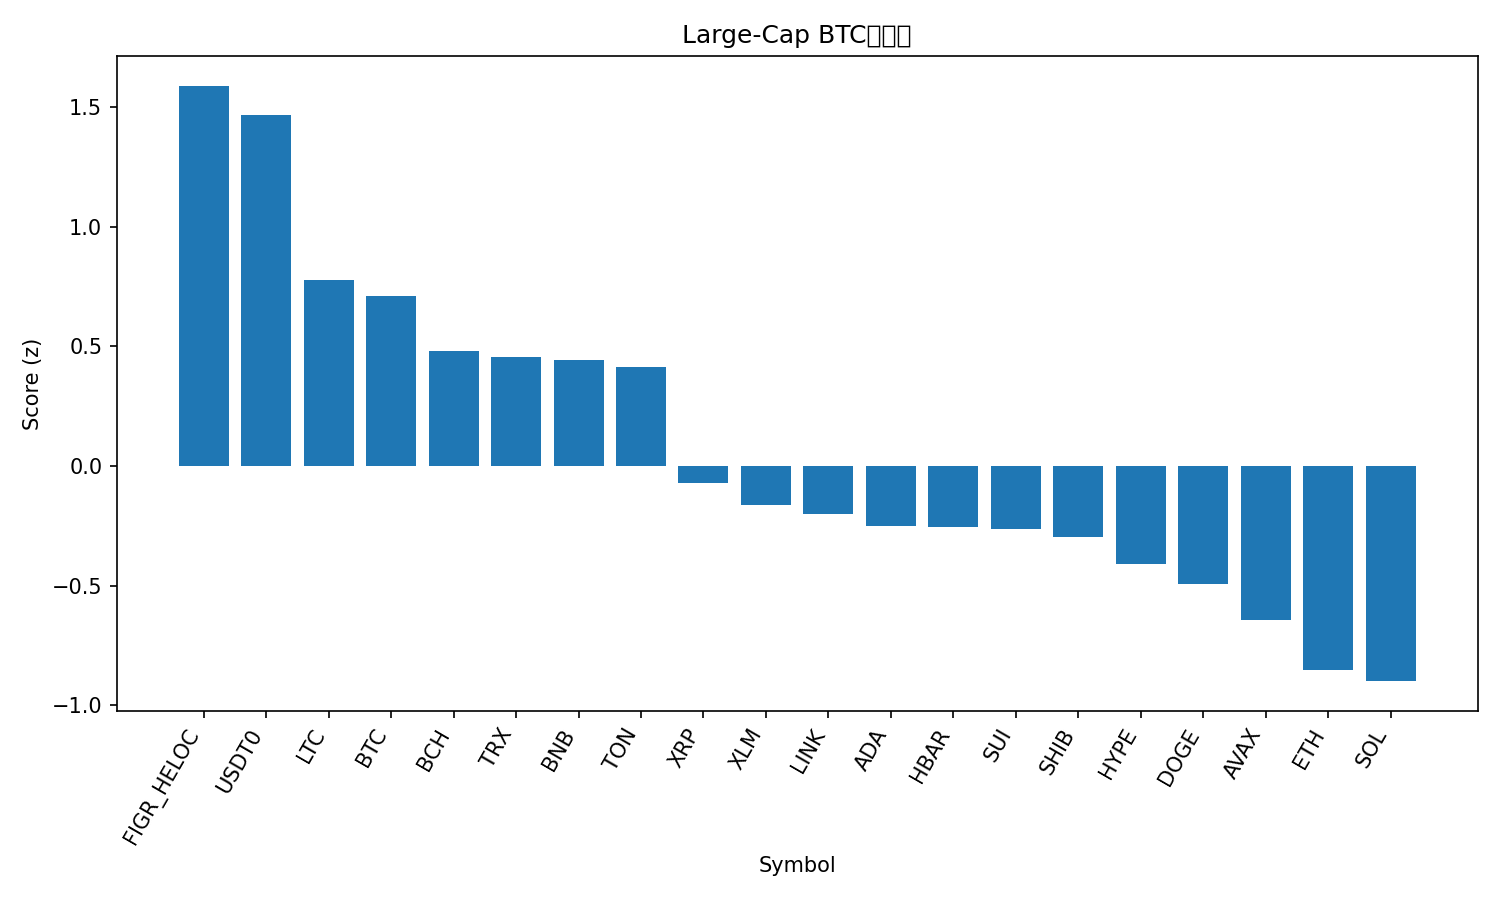 Large-Cap BTC
1.5
1.0
0.5
0.0
−0.5
−1.0
Score (z)
FIGR_HELOC
USDT0
LTC
BTC
BCH
TRX
BNB
TON
XRP
XLM
LINK
ADA
HBAR
SUI
SHIB
HYPE
DOGE
AVAX
ETH
SOL
Symbol